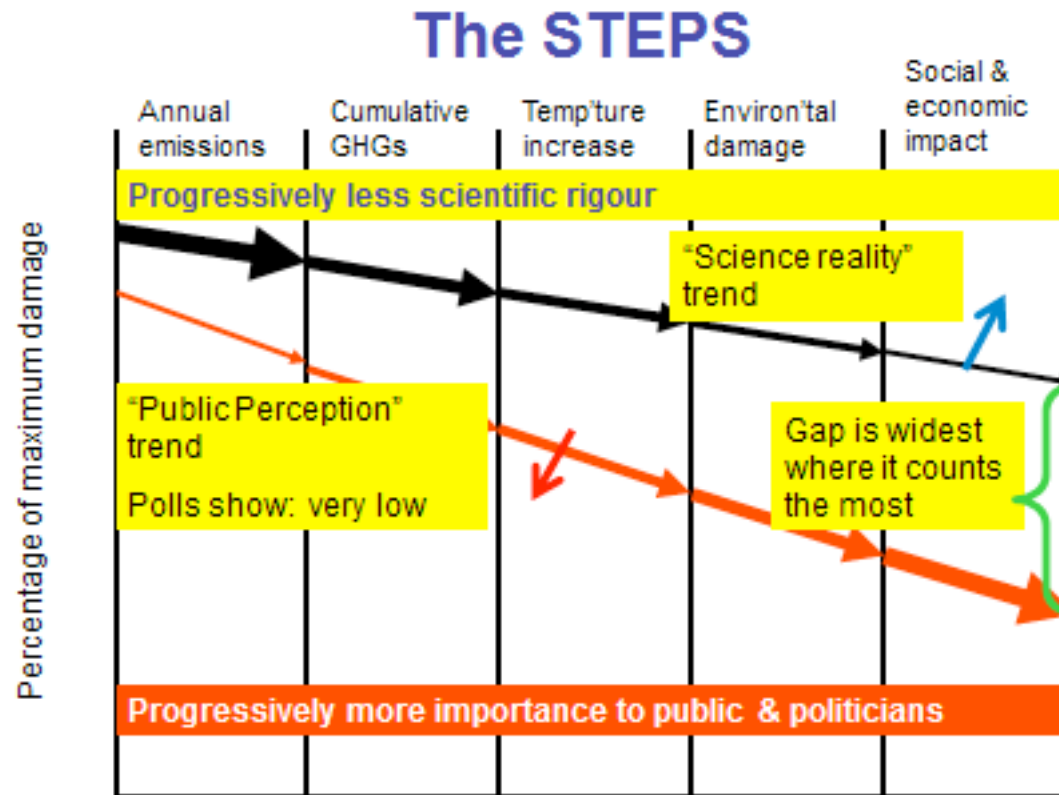 The STEPS
Annual
emissions
Cumulative
GHGs
Temp'ture
increase
Environ'tal
damage
Social &
economic
impact
Progressively less scientific rigour
Percentage of maximum damage
"Science reality"
trend
"Public Perception"
trend
Polls show: very low
Gap is widest
where it counts
the most
Progressively more importance to public & politicians